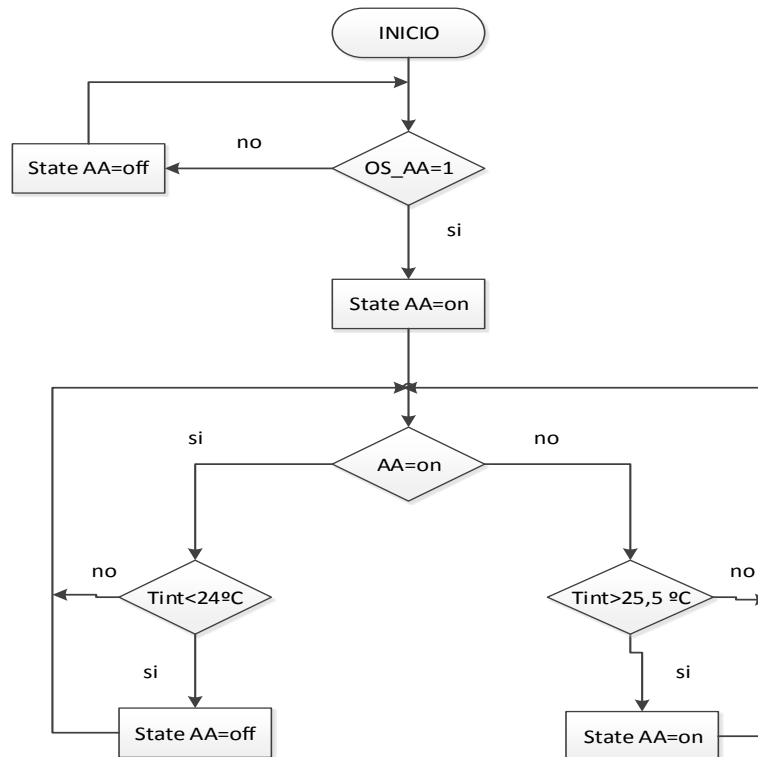 INICIO
no
State AA=off
OS_AA=1
si
State AA=on
si
no
AA=on
no
Tint<24ºC
Tint>25,5 ºC
no
si
si
State AA=off
State AA=on